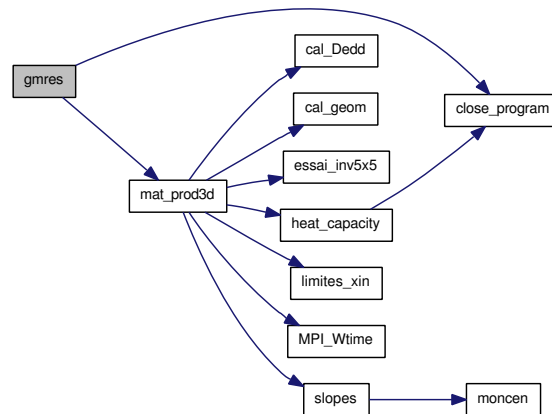 cal_Dedd
gmres
cal_geom
close_program
essai_inv5x5
mat_prod3d
heat_capacity
limites_xin
MPI_Wtime
slopes
moncen